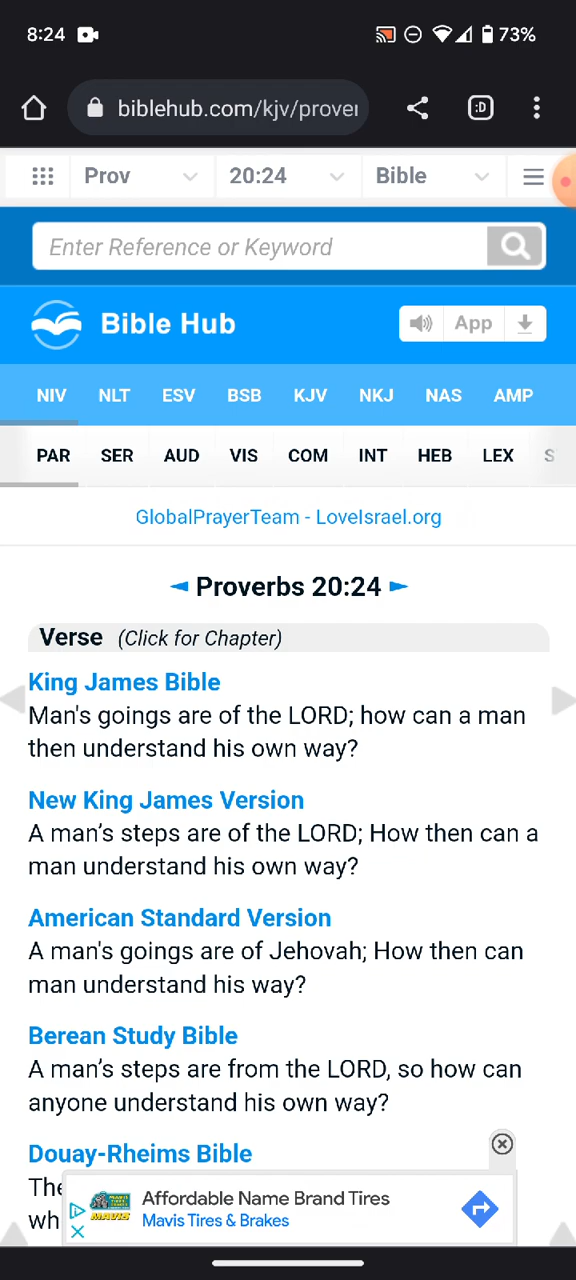 8:24 73%
biblehub.com/kjv/prover
:D
Prov 20:24 Bible
Enter Reference or Keyword
Bible Hub App
NIV NLT ESV BSB KJV NKJ NAS AMP
PAR SER AUD VIS COM INT HEB LEX S
GlobalPrayerTeam - LoveIsrael.org
◄ Proverbs 20:24 ►
Verse (Click for Chapter)
King James Bible
Man's goings are of the LORD; how can a man
then understand his own way?
New King James Version
A man’s steps are of the LORD; How then can a
man understand his own way?
American Standard Version
A man's goings are of Jehovah; How then can
man understand his way?
Berean Study Bible
A man’s steps are from the LORD, so how can
anyone understand his own way?
Douay-Rheims Bible
The
wh
MAVIS
Affordable Name Brand Tires
Mavis Tires & Brakes